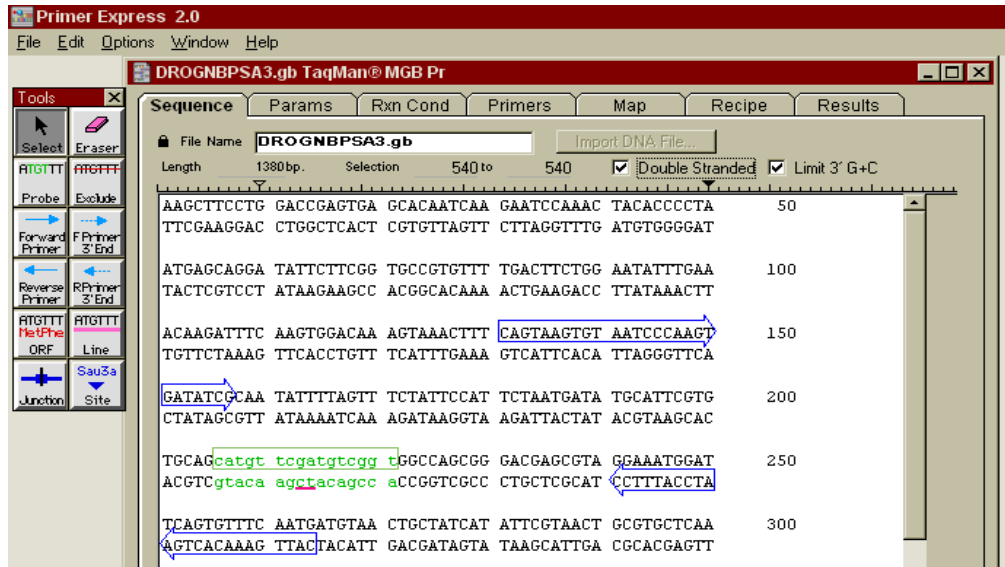 Primer Express 2.0
File Edit Options Window Help
DROGNBPSA3.gb TaqMan® MGB Pr
Tools
Select Eraser
ATGTTT ATGTTT
Probe Exclude
Forward Primer F Primer 3'End
Reverse Primer RPrimer 3'End
ATGTTT MetPhe ORF ATGTTT Line
Junction Sau3a Site
Sequence Params Rxn Cond Primers Map Recipe Results
File Name DROGNBPSA3.gb Import DNA File...
Length 1380bp. Selection 540 to 540 Double Stranded Limit 3' G+C
AAGCTTCCTG GACCGAGTGA GCACAATCAA GAATCCAAAC TACACCCCTA 50
TTCGAAGGAC CTGGCTCACT CGTGTTAGTT CTTAGGTTTG ATGTGGGGAT
ATGAGCAGGA TATTCTTCGG TGCCGTGTTT TGACTTCTGG AATATTTGAA 100
TACTCGTCCT ATAAGAAGCC ACGGCACAAA ACTGAAGACC TTATAAACTT
ACAAGATTTC AAGTGGACAA AGTAAACTTT CAGTAAGTGT AATCCCAAGT 150
TGTTCTAAAG TTCACCTGTT TCATTTGAAA GTCATTCACA TTAGGGTTCA
GATATCGCAA TATTTTAGTT TCTATTCCAT TCTAATGATA TGCATTCGTG 200
CTATAGCGTT ATAAAATCAA AGATAAGGTA AGATTACTAT ACGTAAGCAC
TGCAGcatgt tcgatgtcgg tGGCCAGCGG GACGAGCGTA GGAAATGGAT 250
ACGTCgtaca agctacagcc aCCGGTCGCC CTGCTCGCAT CCTTTACCTA
TCAGTGTTTC AATGATGTAA CTGCTATCAT ATTCGTAACT GCGTGCTCAA 300
AGTCACAAAG TTACTACATT GACGATAGTA TAAGCATTGA CGCACGAGTT